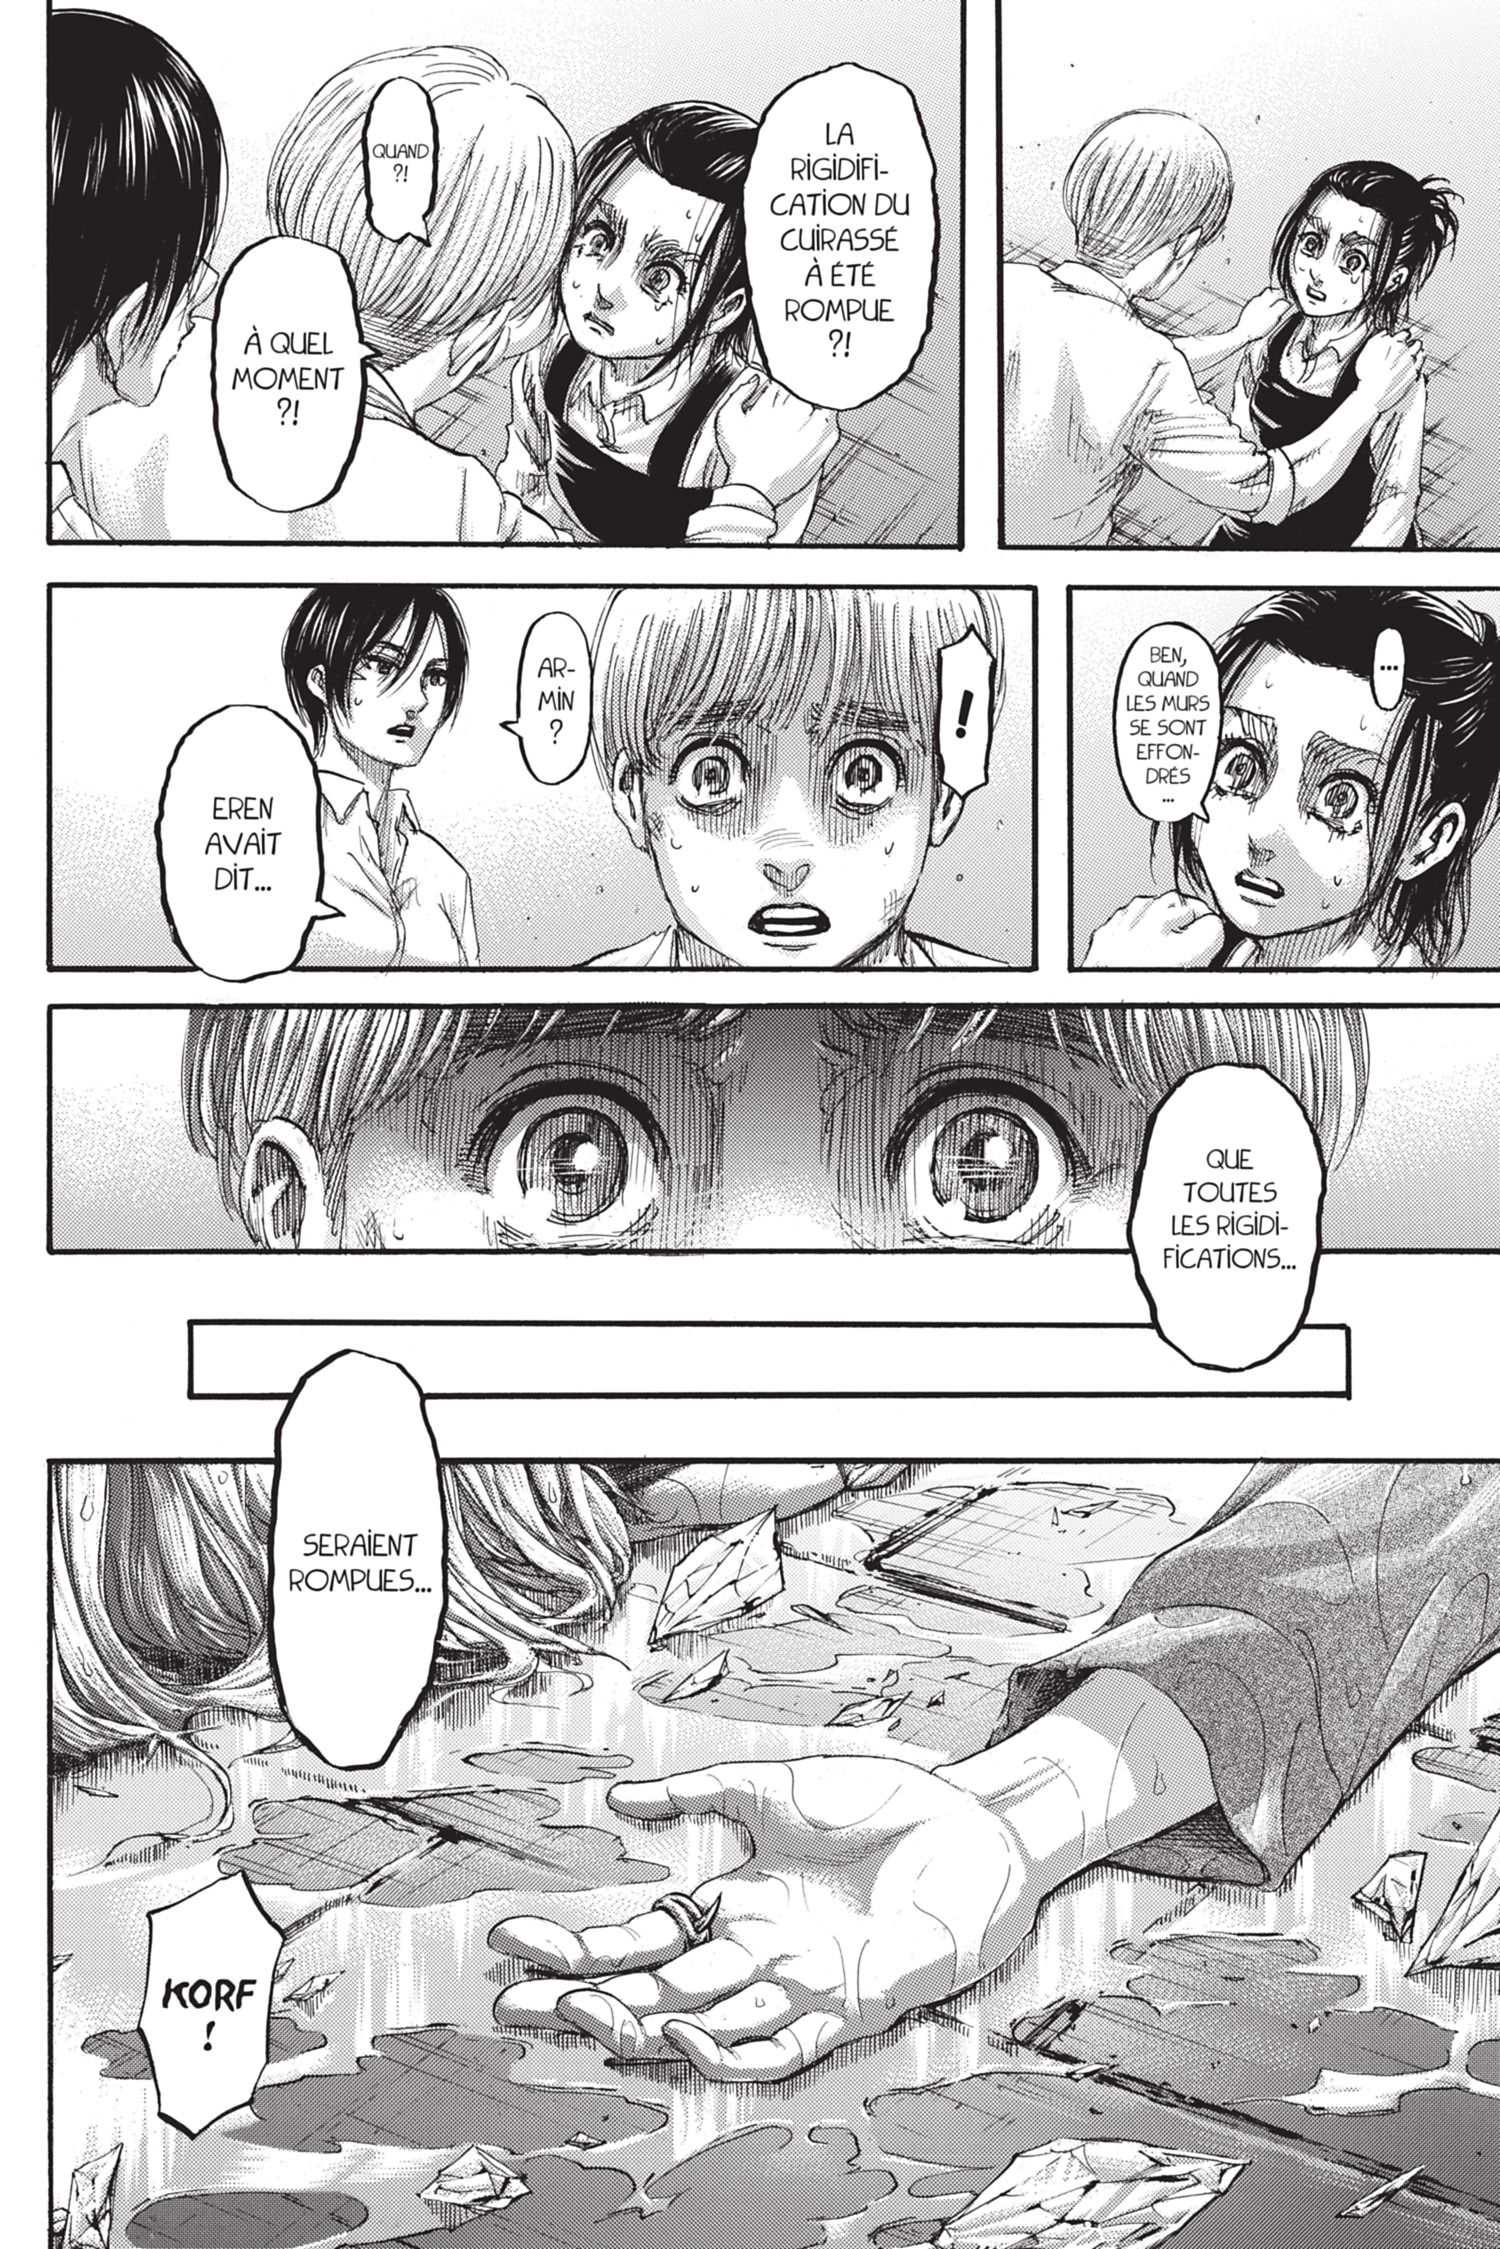 LA
RIGIDIFI-
CATION DU
CUIRASSÉ
À ÉTÉ
ROMPUE
?!
QUAND
?!
À QUEL
MOMENT
?!
...
BEN,
QUAND
LES MURS
SE SONT
EFFON-
DRÉS
...
!
AR-
MIN
?
EREN
AVAIT
DIT...
QUE
TOUTES
LES RIGIDI-
FICATIONS...
SERAIENT
ROMPUES...
KORF
!